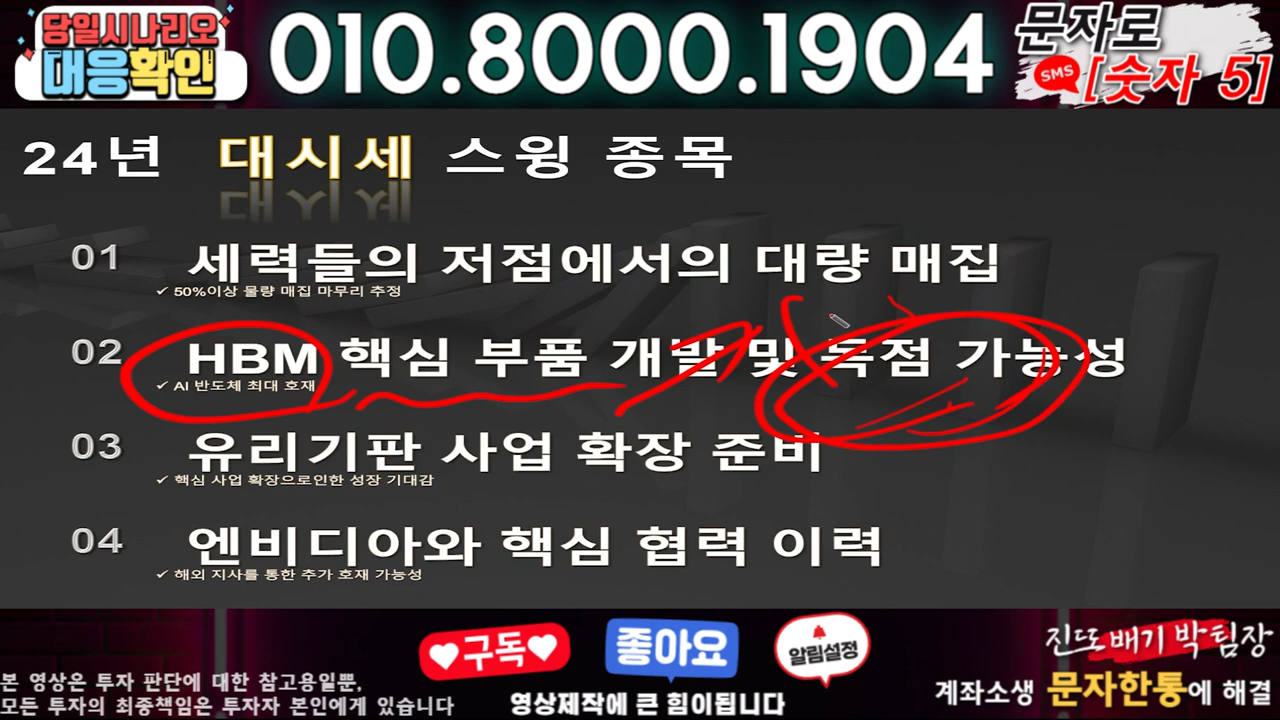 당일시나리오
대응확인
010.8000.1904
문자로
SMS
[숫자 5]
24년 대시세 스윙 종목
01 세력들의 저점에서의 대량 매집
✓ 50%이상 물량 매집 마무리 추정
02 HBM 핵심 부품 개발 및 독점 가능성
✓ AI 반도체 최대 호재
03 유리기판 사업 확장 준비
✓ 핵심 사업 확장으로인한 성장 기대감
04 엔비디아와 핵심 협력 이력
✓ 해외 지사를 통한 추가 호재 가능성
구독
좋아요
알림설정
영상제작에 큰 힘이됩니다
본 영상은 투자 판단에 대한 참고용일뿐,
모든 투자의 최종책임은 투자자 본인에게 있습니다
진또배기 박팀장
계좌소생 문자한통에 해결